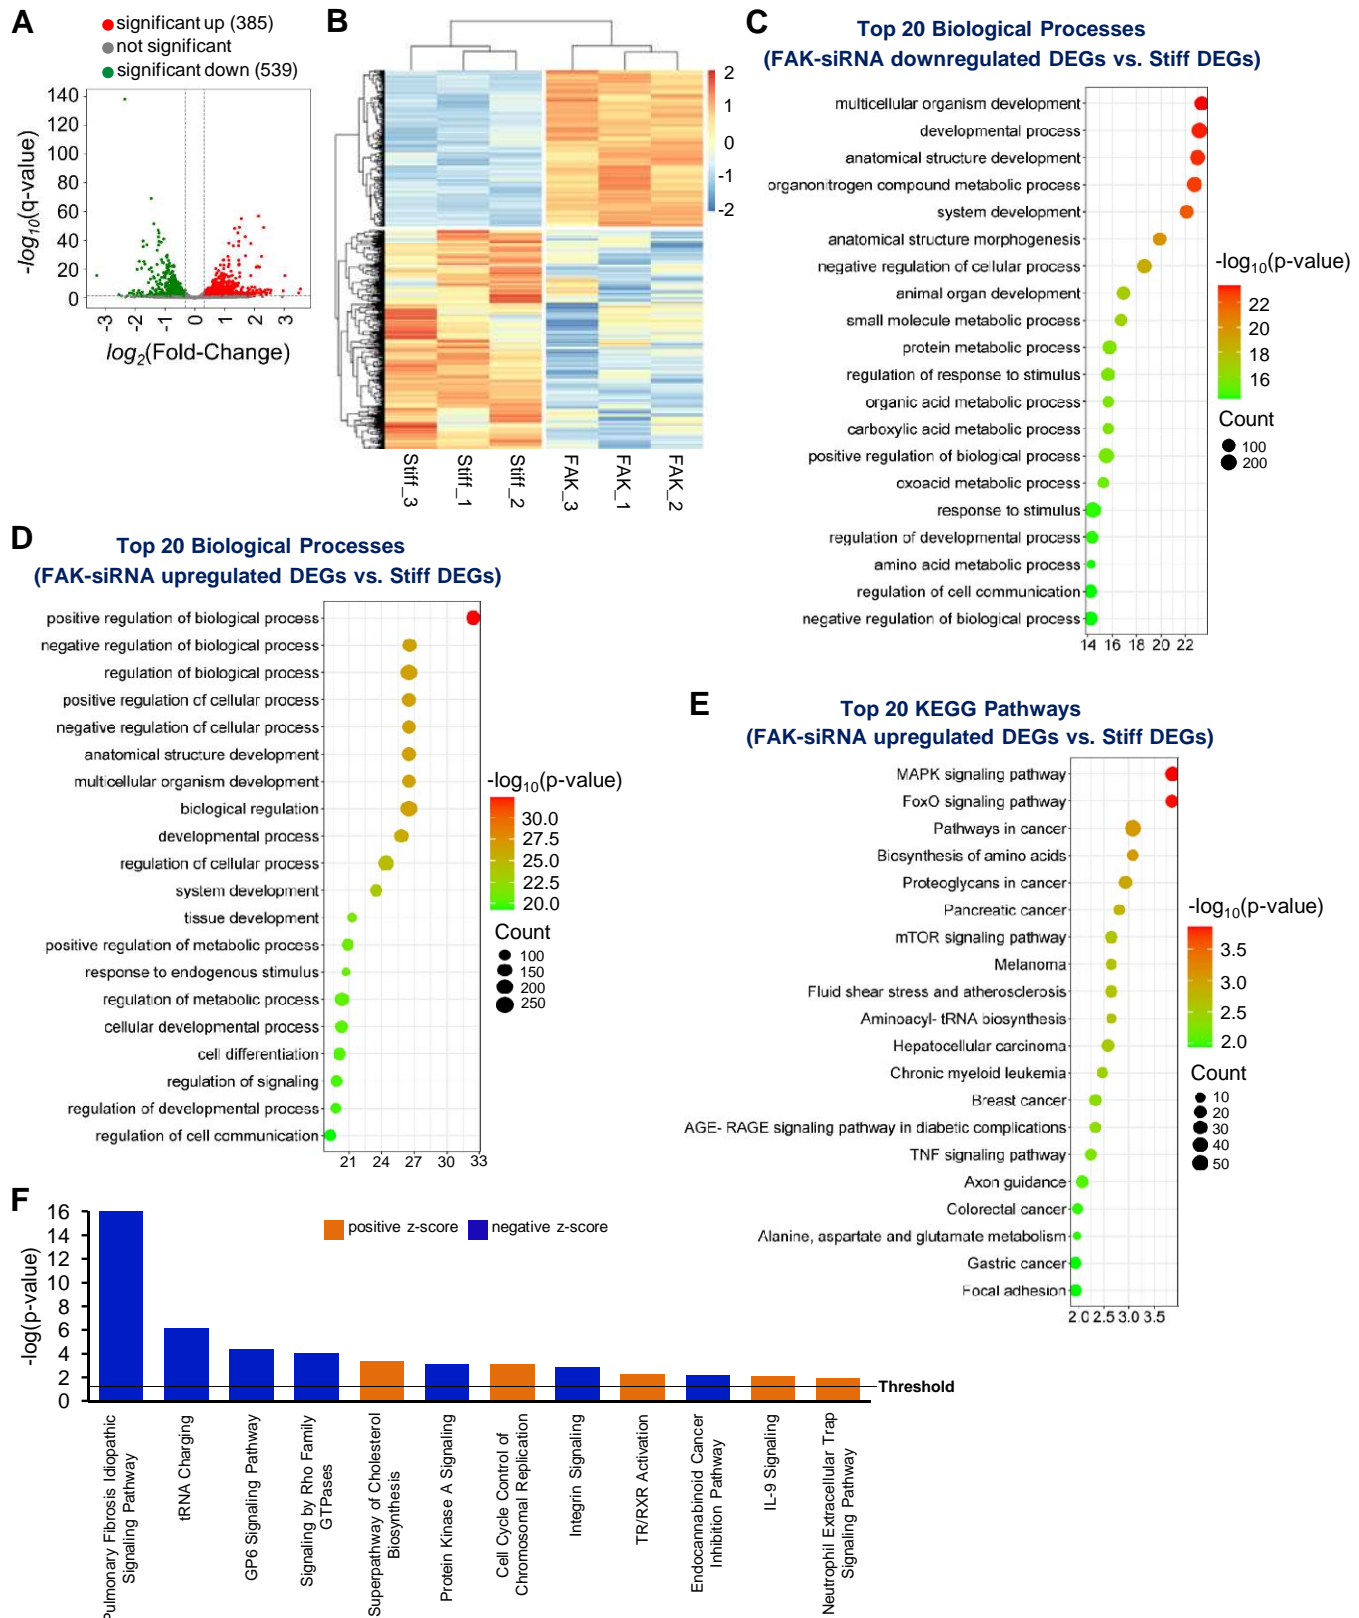 A
significant up (385)
not significant
significant down (539)
140
120
100
80
60
40
20
0
-log10(q-value)
-3
-2
-1
0
1
2
3
log2(Fold-Change)
B
2
1
0
-1
-2
Stiff_3
Stiff_1
Stiff_2
FAK_3
FAK_1
FAK_2
C
Top 20 Biological Processes
(FAK-siRNA downregulated DEGs vs. Stiff DEGs)
multicellular organism development
developmental process
anatomical structure development
organonitrogen compound metabolic process
system development
anatomical structure morphogenesis
negative regulation of cellular process
animal organ development
small molecule metabolic process
protein metabolic process
regulation of response to stimulus
organic acid metabolic process
carboxylic acid metabolic process
positive regulation of biological process
oxoacid metabolic process
response to stimulus
regulation of developmental process
amino acid metabolic process
regulation of cell communication
negative regulation of biological process
14 16 18 20 22
-log10(p-value)
22
20
18
16
Count
100
200
D
Top 20 Biological Processes
(FAK-siRNA upregulated DEGs vs. Stiff DEGs)
positive regulation of biological process
negative regulation of biological process
regulation of biological process
positive regulation of cellular process
negative regulation of cellular process
anatomical structure development
multicellular organism development
biological regulation
developmental process
regulation of cellular process
system development
tissue development
positive regulation of metabolic process
response to endogenous stimulus
regulation of metabolic process
cellular developmental process
cell differentiation
regulation of signaling
regulation of developmental process
regulation of cell communication
21 24 27 30 33
-log10(p-value)
30.0
27.5
25.0
22.5
20.0
Count
100
150
200
250
E
Top 20 KEGG Pathways
(FAK-siRNA upregulated DEGs vs. Stiff DEGs)
MAPK signaling pathway
FoxO signaling pathway
Pathways in cancer
Biosynthesis of amino acids
Proteoglycans in cancer
Pancreatic cancer
mTOR signaling pathway
Melanoma
Fluid shear stress and atherosclerosis
Aminoacyl- tRNA biosynthesis
Hepatocellular carcinoma
Chronic myeloid leukemia
Breast cancer
AGE- RAGE signaling pathway in diabetic complications
TNF signaling pathway
Axon guidance
Colorectal cancer
Alanine, aspartate and glutamate metabolism
Gastric cancer
Focal adhesion
2.0 2.5 3.0 3.5
-log10(p-value)
3.5
3.0
2.5
2.0
Count
10
20
30
40
50
F
16
14
12
10
8
6
4
2
0
-log(p-value)
positive z-score
negative z-score
Threshold
Pulmonary Fibrosis Idiopathic
Signaling Pathway
tRNA Charging
GP6 Signaling Pathway
Signaling by Rho Family
GTPases
Superpathway of Cholesterol
Biosynthesis
Protein Kinase A Signaling
Cell Cycle Control of
Chromosomal Replication
Integrin Signaling
TR/RXR Activation
Endocannabinoid Cancer
Inhibition Pathway
IL-9 Signaling
Neutrophil Extracellular Trap
Signaling Pathway